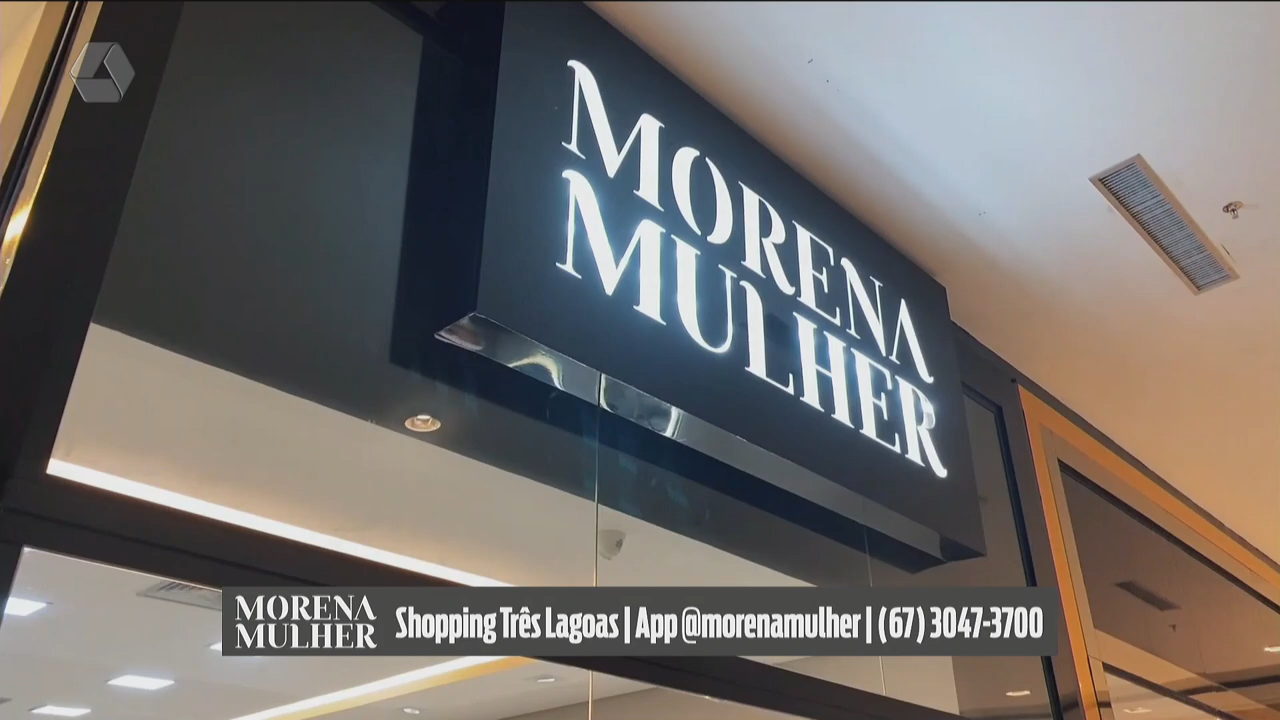 MORENA
MULHER
MORENA
MULHER
Shopping Três Lagoas | App @morenamulher | (67) 3047-3700